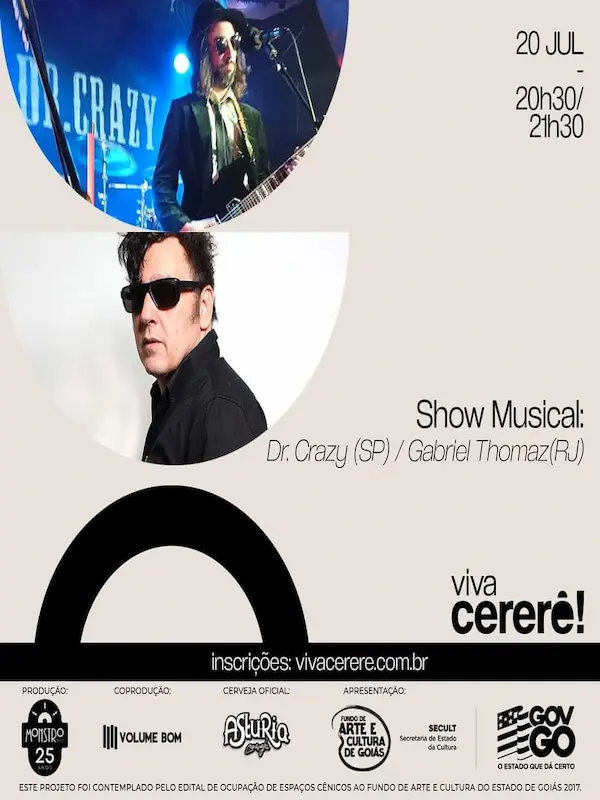 DR.CRAZY
20 JUL
-
20h30/
21h30
Show Musical:
Dr. Crazy (SP) / Gabriel Thomaz(RJ)
viva
cererê!
inscrições: vivacerere.com.br
PRODUÇÃO:
MONSTRO
25
ANOS
COPRODUÇÃO:
VOLUME BOM
CERVEJA OFICIAL:
Asturia
APRESENTAÇÃO:
FUNDO DE
ARTE E
CULTURA
DE GOIÁS
SECULT
Secretaria de Estado
da Cultura
GOV
GO
O ESTADO QUE DÁ CERTO
ESTE PROJETO FOI CONTEMPLADO PELO EDITAL DE OCUPAÇÃO DE ESPAÇOS CÊNICOS AO FUNDO DE ARTE E CULTURA DO ESTADO DE GOIÁS 2017.